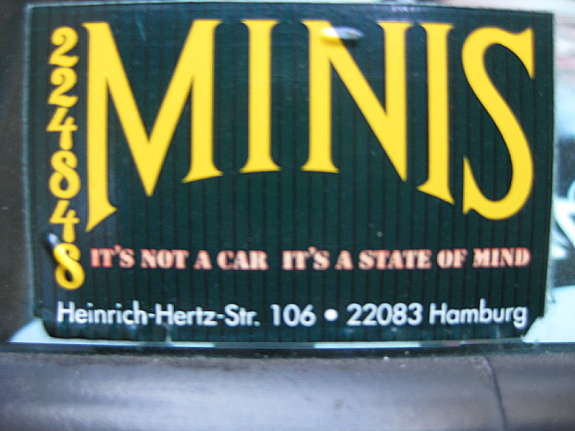 MINIS
224848
IT'S NOT A CAR IT'S A STATE OF MIND
Heinrich-Hertz-Str. 106 • 22083 Hamburg